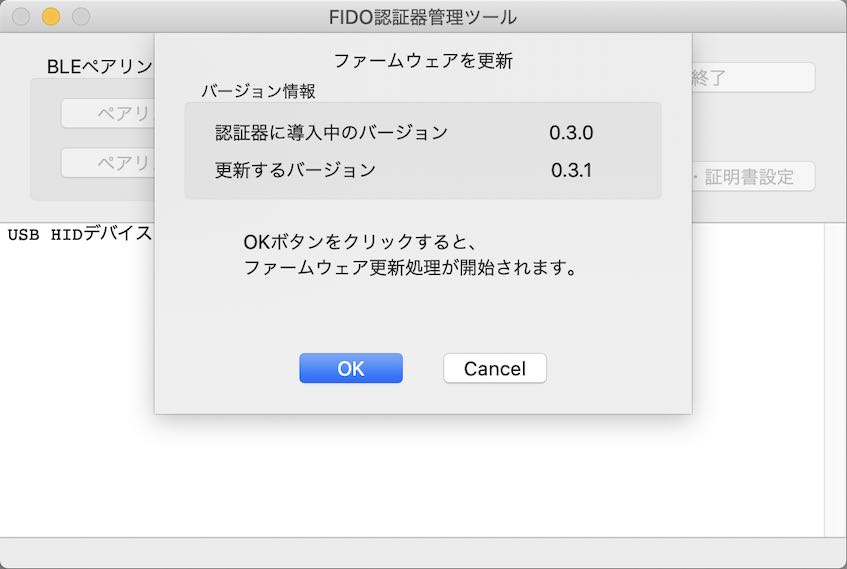 FIDO認証器管理ツール
ファームウェアを更新
BLEペアリン
バージョン情報
終了
ペアリ
認証器に導入中のバージョン 0.3.0
ペアリ
更新するバージョン 0.3.1
・証明書設定
USB HIDデバイス
OKボタンをクリックすると、
ファームウェア更新処理が開始されます。
OK Cancel